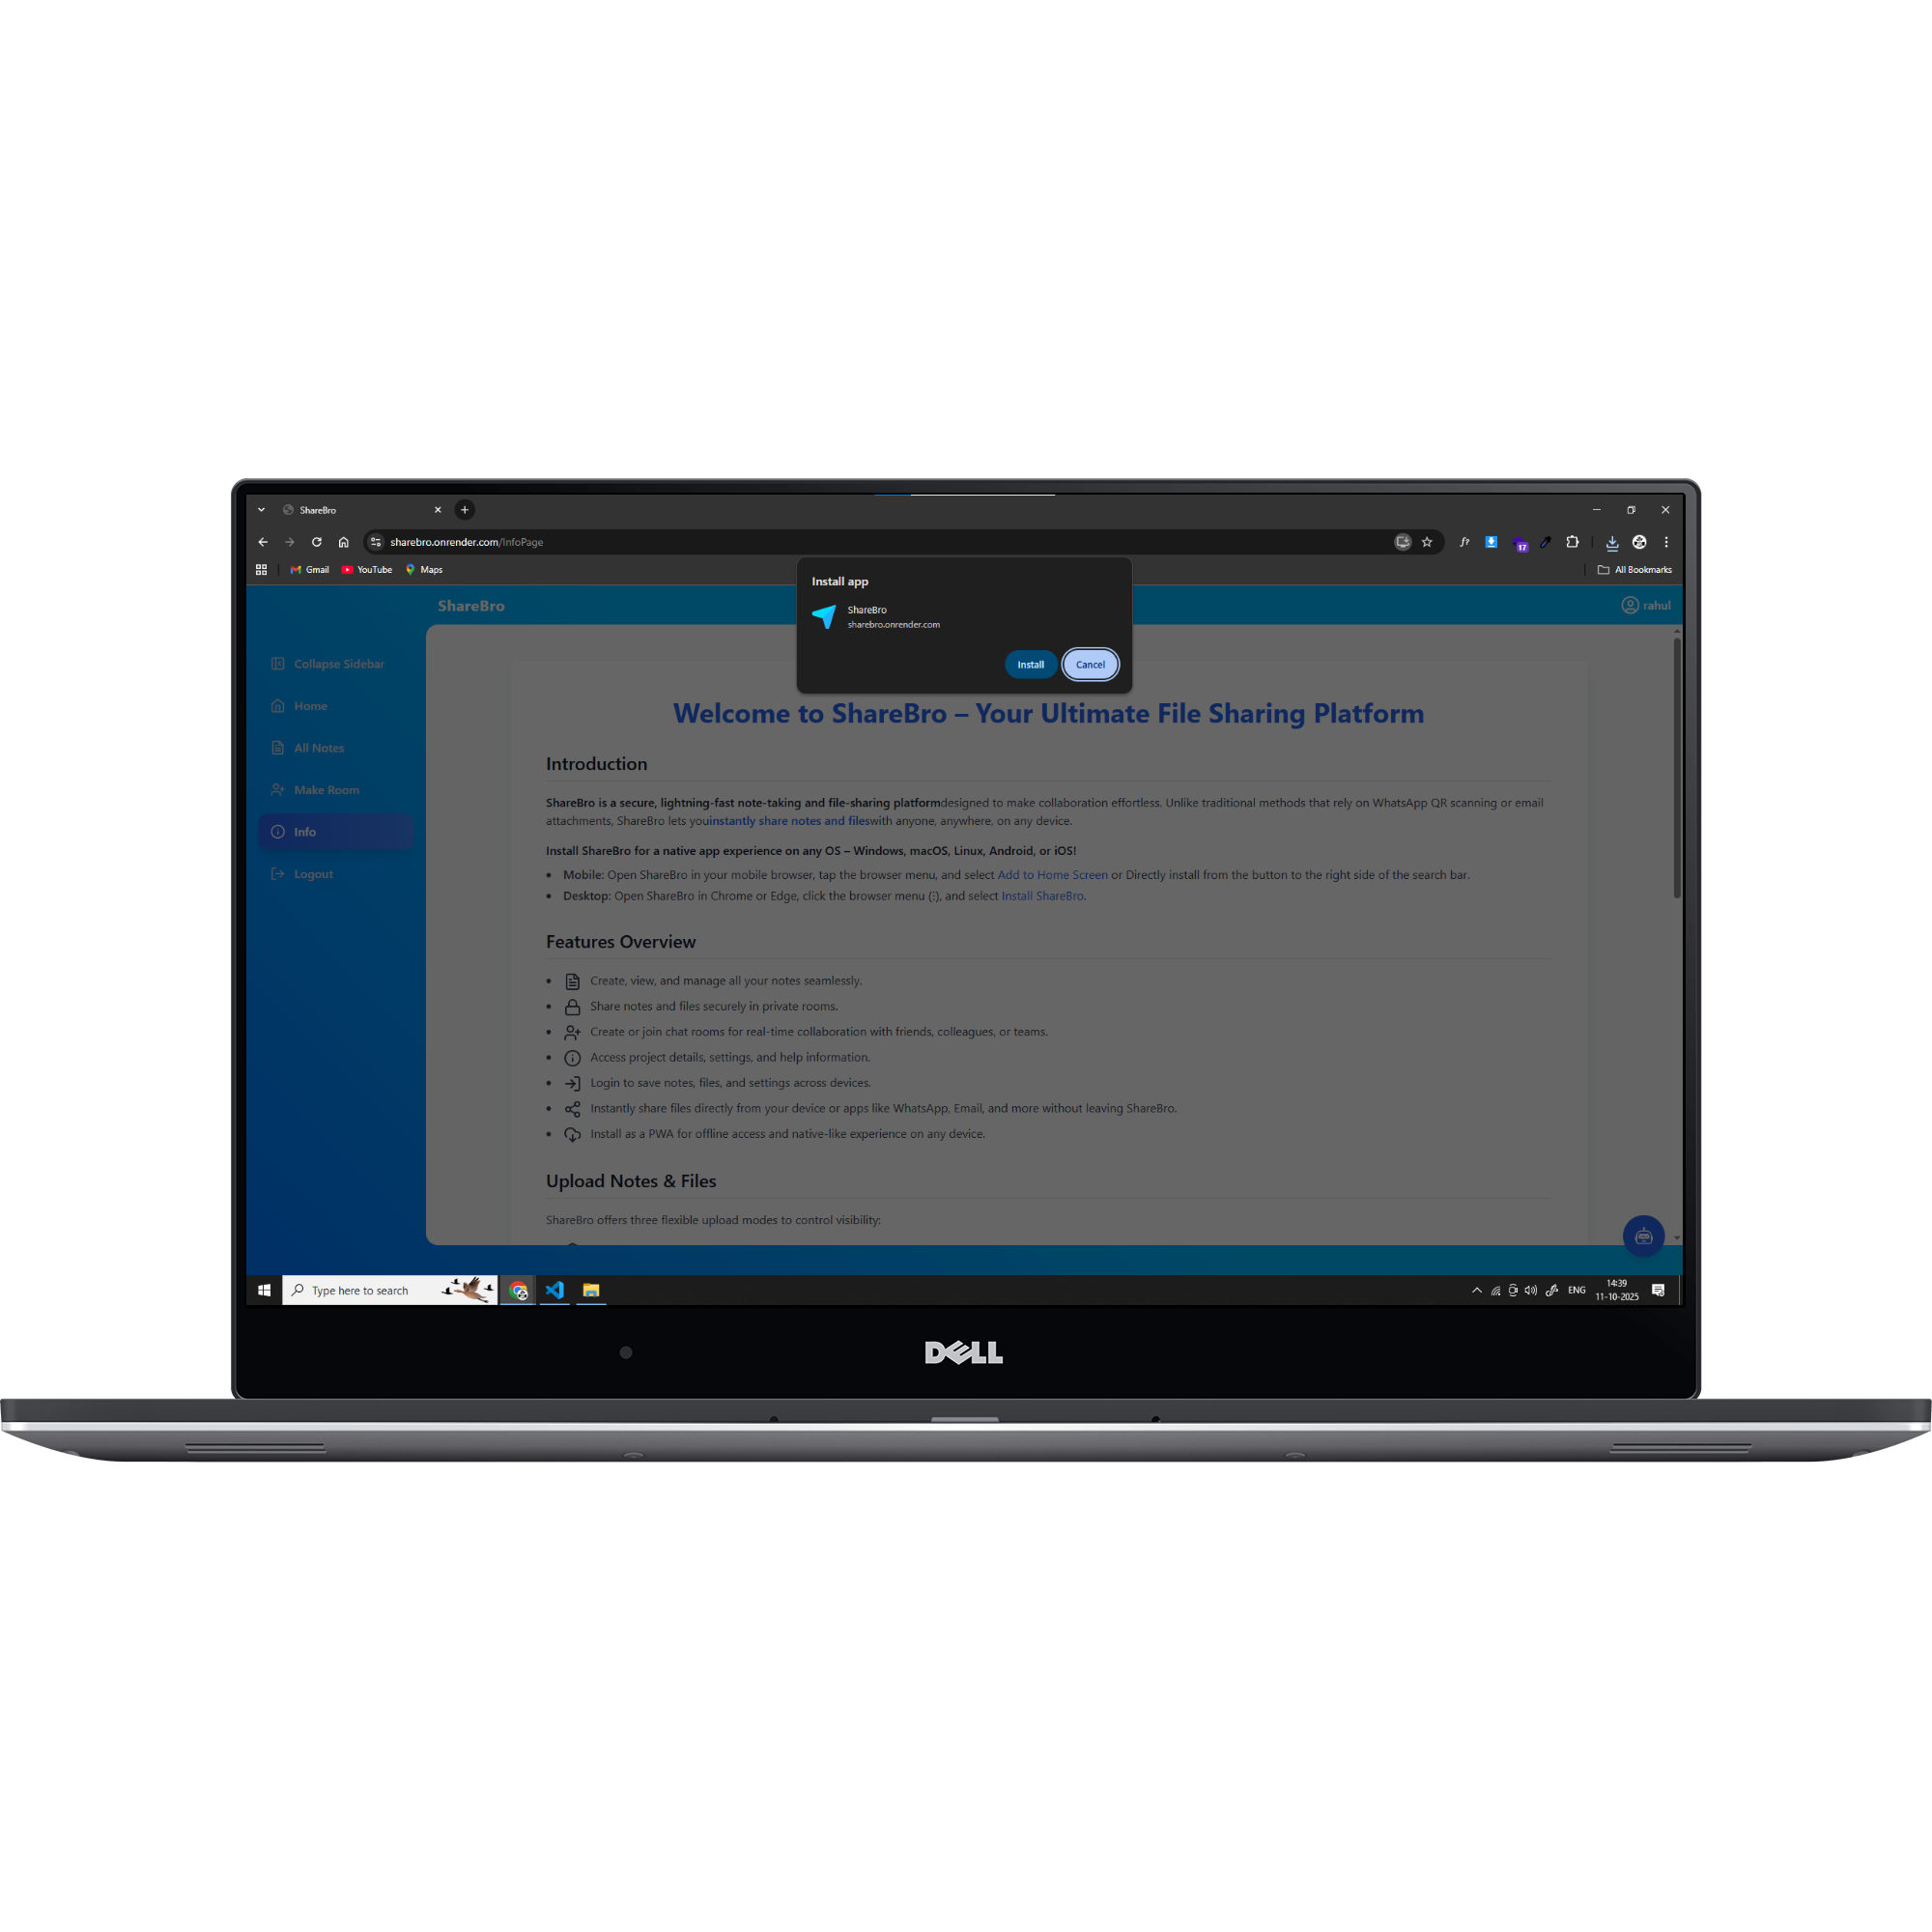 ShareBro
sharebro.onrender.com/InfoPage
Gmail YouTube Maps
All Bookmarks
17
Install app
ShareBro
sharebro.onrender.com
Install Cancel
ShareBro
rahul
Collapse Sidebar
Home
All Notes
Make Room
Info
Logout
Welcome to ShareBro – Your Ultimate File Sharing Platform
Introduction
ShareBro is a secure, lightning-fast note-taking and file-sharing platformdesigned to make collaboration effortless. Unlike traditional methods that rely on WhatsApp QR scanning or email
attachments, ShareBro lets youinstantly share notes and fileswith anyone, anywhere, on any device.
Install ShareBro for a native app experience on any OS – Windows, macOS, Linux, Android, or iOS!
• Mobile: Open ShareBro in your mobile browser, tap the browser menu, and select Add to Home Screen or Directly install from the button to the right side of the search bar.
• Desktop: Open ShareBro in Chrome or Edge, click the browser menu (⋮), and select Install ShareBro.
Features Overview
• Create, view, and manage all your notes seamlessly.
• Share notes and files securely in private rooms.
• Create or join chat rooms for real-time collaboration with friends, colleagues, or teams.
• Access project details, settings, and help information.
• Login to save notes, files, and settings across devices.
• Instantly share files directly from your device or apps like WhatsApp, Email, and more without leaving ShareBro.
• Install as a PWA for offline access and native-like experience on any device.
Upload Notes & Files
ShareBro offers three flexible upload modes to control visibility:
Type here to search
ENG
14:39
11-10-2025
DELL